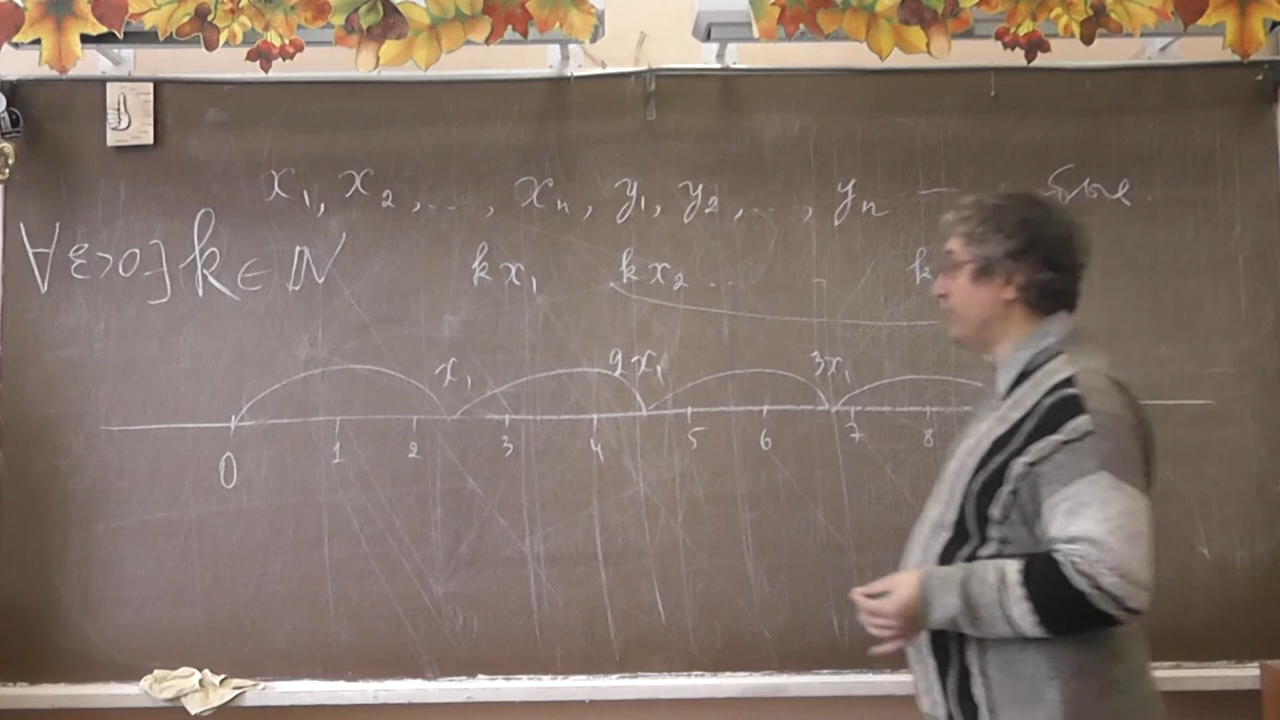 x₁, x₂, ..., xₙ, y₁, y₂, ..., yₙ –
∀ε>0∃k∈ℕ kx₁ kx₂ ... k
x₁ 2x₁ 3x₁
0 1 2 3 4 5 6 7 8